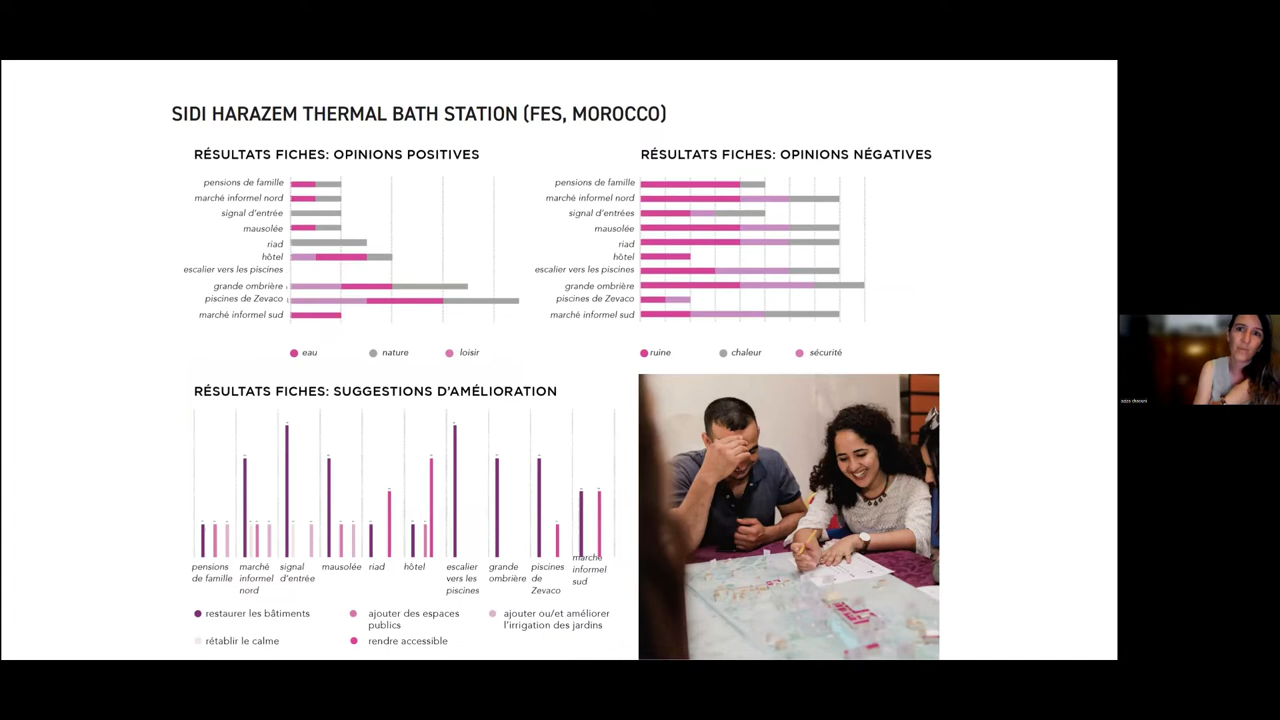 SIDI HARAZEM THERMAL BATH STATION (FES, MOROCCO)
RÉSULTATS FICHES: OPINIONS POSITIVES
pensions de famille
marché informel nord
signal d'entrée
mausolée
riad
hôtel
escalier vers les piscines
grande ombrière
piscines de Zevaco
marché informel sud
eau
nature
loisir
RÉSULTATS FICHES: OPINIONS NÉGATIVES
pensions de famille
marché informel nord
signal d'entrées
mausolée
riad
hôtel
escalier vers les piscines
grande ombrière
piscines de Zevaco
marché informel sud
ruine
chaleur
sécurité
RÉSULTATS FICHES: SUGGESTIONS D'AMÉLIORATION
pensions
de famille
marché
informel
nord
signal
d'entrée
mausolée
riad
hôtel
escalier
vers les
piscines
grande
ombrière
piscines
de
Zevaco
marché
informel
sud
restaurer les bâtiments
ajouter des espaces
publics
ajouter ou/et améliorer
l'irrigation des jardins
rétablir le calme
rendre accessible